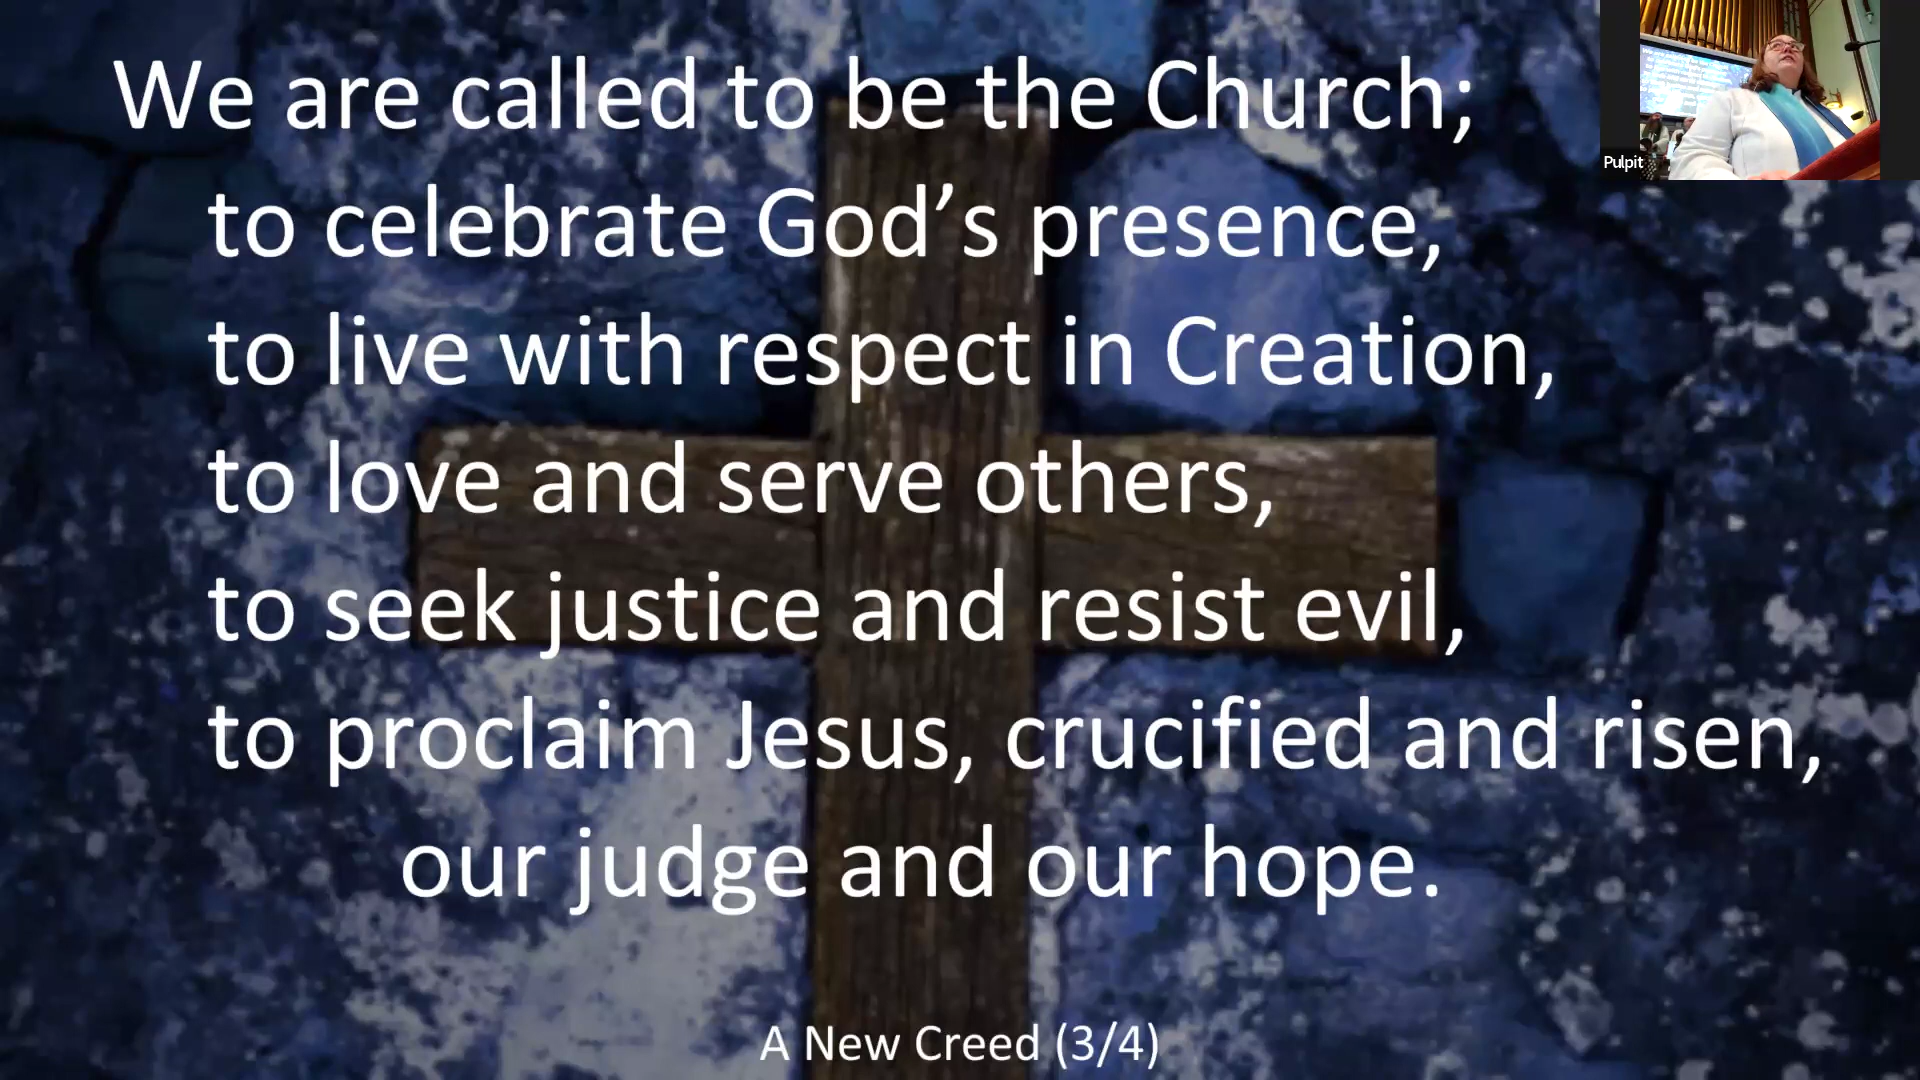 We are called to be the Church;
to celebrate God’s presence,
to live with respect in Creation,
to love and serve others,
to seek justice and resist evil,
to proclaim Jesus, crucified and risen,
our judge and our hope.
A New Creed (3/4)
Pulpit